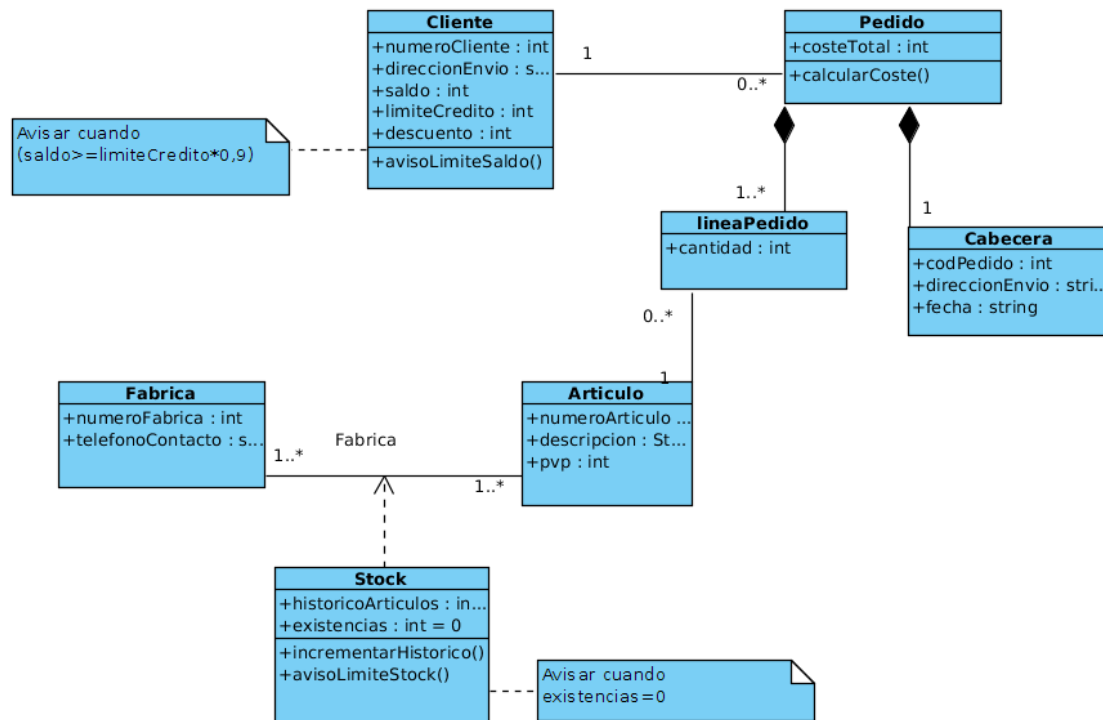 Cliente
+numeroCliente : int
+direccionEnvio : s...
+saldo : int
+limiteCredito : int
+descuento : int
+avisoLimiteSaldo()
Avisar cuando
(saldo>=limiteCredito*0,9)
1
0..*
Pedido
+costeTotal : int
+calcularCoste()
1..*
1
lineaPedido
+cantidad : int
Cabecera
+codPedido : int
+direccionEnvio : stri...
+fecha : string
0..*
1
Fabrica
+numeroFabrica : int
+telefonoContacto : s...
Fabrica
1..*
1..*
Articulo
+numeroArticulo ...
+descripcion : St...
+pvp : int
Stock
+historicoArticulos : in...
+existencias : int = 0
+incrementarHistorico()
+avisoLimiteStock()
Avisar cuando
existencias=0